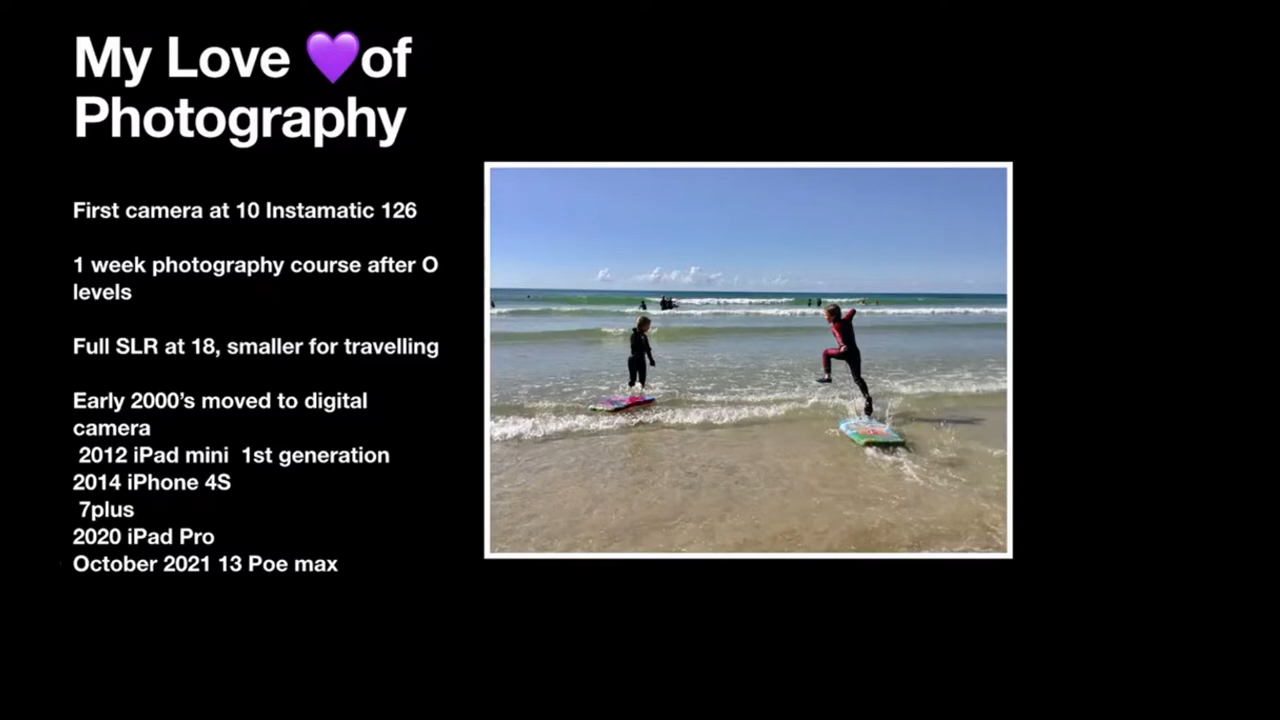 My Love 💜of
Photography
First camera at 10 Instamatic 126
1 week photography course after O
levels
Full SLR at 18, smaller for travelling
Early 2000’s moved to digital
camera
2012 iPad mini 1st generation
2014 iPhone 4S
7plus
2020 iPad Pro
October 2021 13 Poe max